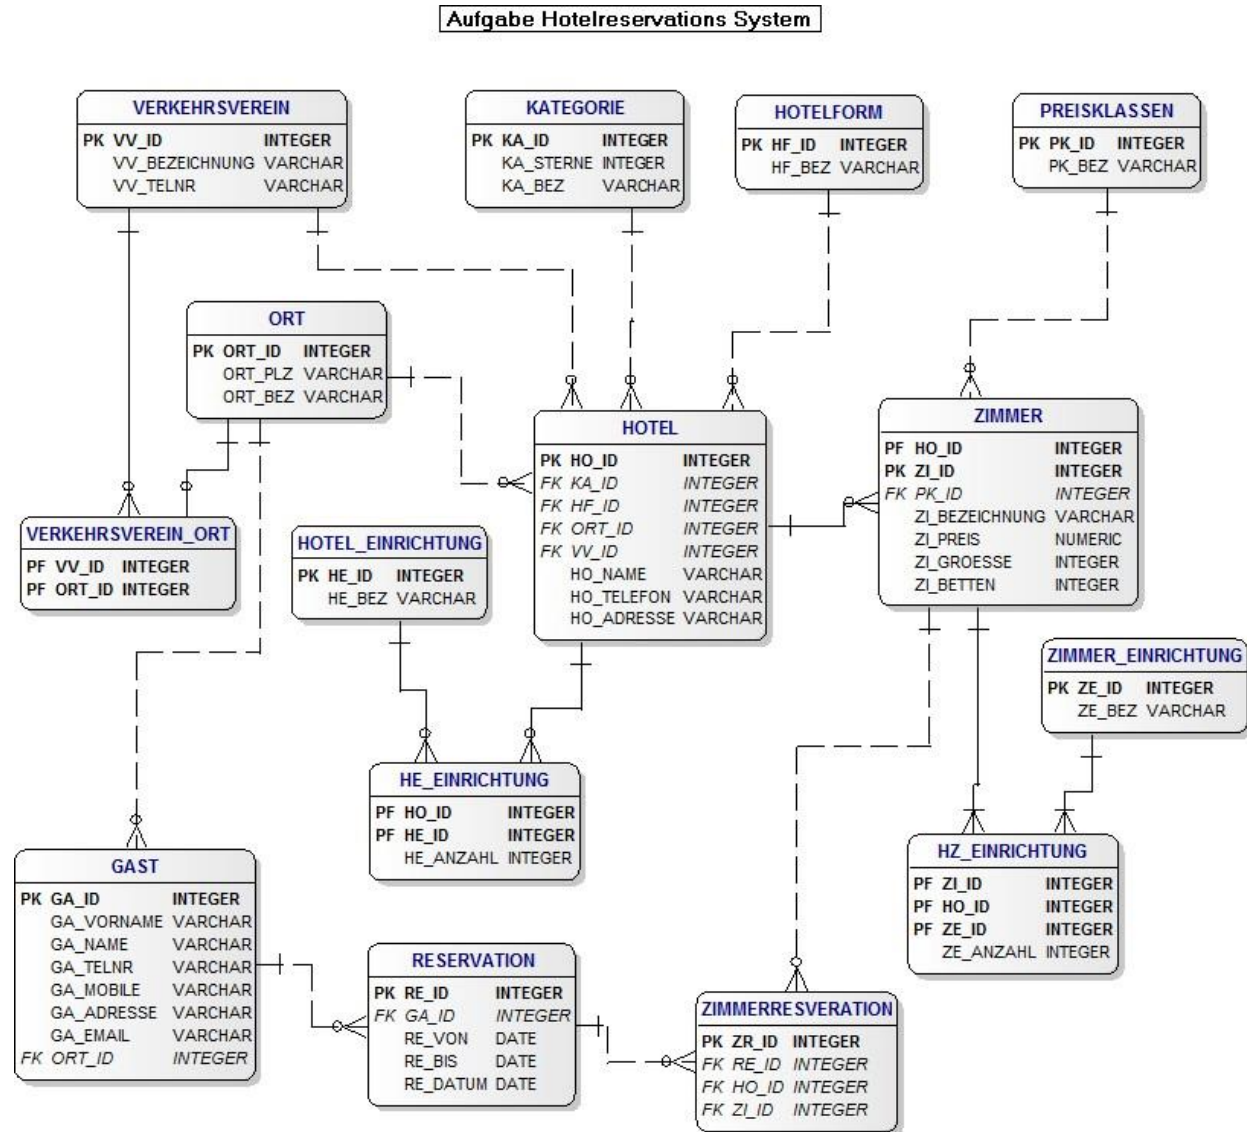 Aufgabe Hotelreservations System
VERKEHRSVEREIN
PK VV_ID INTEGER
VV_BEZEICHNUNG VARCHAR
VV_TELNR VARCHAR
KATEGORIE
PK KA_ID INTEGER
KA_STERNE INTEGER
KA_BEZ VARCHAR
HOTELFORM
PK HF_ID INTEGER
HF_BEZ VARCHAR
PREISKLASSEN
PK PK_ID INTEGER
PK_BEZ VARCHAR
ORT
PK ORT_ID INTEGER
ORT_PLZ VARCHAR
ORT_BEZ VARCHAR
HOTEL
PK HO_ID INTEGER
FK KA_ID INTEGER
FK HF_ID INTEGER
FK ORT_ID INTEGER
FK VV_ID INTEGER
HO_NAME VARCHAR
HO_TELEFON VARCHAR
HO_ADRESSE VARCHAR
ZIMMER
PF HO_ID INTEGER
PK ZI_ID INTEGER
FK PK_ID INTEGER
ZI_BEZEICHNUNG VARCHAR
ZI_PREIS NUMERIC
ZI_GROESSE INTEGER
ZI_BETTEN INTEGER
VERKEHRSVEREIN_ORT
PF VV_ID INTEGER
PF ORT_ID INTEGER
HOTEL_EINRICHTUNG
PK HE_ID INTEGER
HE_BEZ VARCHAR
ZIMMER_EINRICHTUNG
PK ZE_ID INTEGER
ZE_BEZ VARCHAR
HE_EINRICHTUNG
PF HO_ID INTEGER
PF HE_ID INTEGER
HE_ANZAHL INTEGER
HZ_EINRICHTUNG
PF ZI_ID INTEGER
PF HO_ID INTEGER
PF ZE_ID INTEGER
ZE_ANZAHL INTEGER
GAST
PK GA_ID INTEGER
GA_VORNAME VARCHAR
GA_NAME VARCHAR
GA_TELNR VARCHAR
GA_MOBILE VARCHAR
GA_ADRESSE VARCHAR
GA_EMAIL VARCHAR
FK ORT_ID INTEGER
RESERVATION
PK RE_ID INTEGER
FK GA_ID INTEGER
RE_VON DATE
RE_BIS DATE
RE_DATUM DATE
ZIMMERRESVERATION
PK ZR_ID INTEGER
FK RE_ID INTEGER
FK HO_ID INTEGER
FK ZI_ID INTEGER